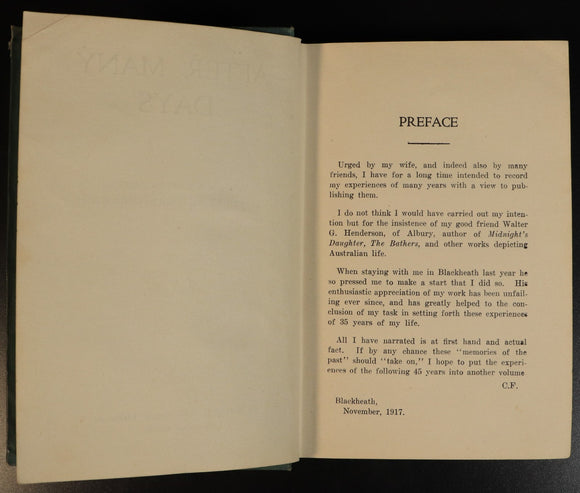 AFTER MANY
DAYS
PREFACE
Urged by my wife, and indeed also by many
friends, I have for a long time intended to record
my experiences of many years with a view to pub-
lishing them.
I do not think I would have carried out my inten-
tion but for the insistence of my good friend Walter
G. Henderson, of Albury, author of Midnight's
Daughter, The Bathers, and other works depicting
Australian life.
When staying with me in Blackheath last year he
so pressed me to make a start that I did so. His
enthusiastic appreciation of my work has been unfail-
ing ever since, and has greatly helped to the con-
clusion of my task in setting forth these experiences
of 35 years of my life.
All I have narrated is at first hand and actual
fact. If by any chance these "memories of the
past" should "take on," I hope to put the experi-
ences of the following 45 years into another volume
C.F.
Blackheath,
November, 1917.